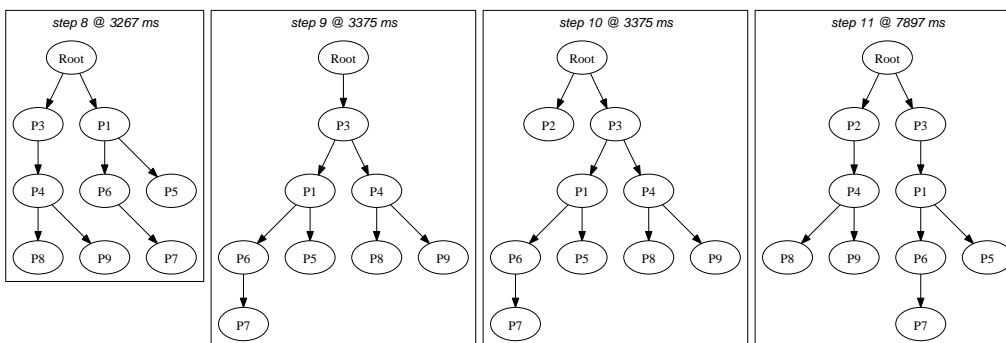 step 8 @ 3267 ms
Root
P3 P1
P4 P6 P5
P8 P9 P7
step 9 @ 3375 ms
Root
P3
P1 P4
P6 P5 P8 P9
P7
step 10 @ 3375 ms
Root
P2 P3
P1 P4
P6 P5 P8 P9
P7
step 11 @ 7897 ms
Root
P2 P3
P4 P1
P8 P9 P6 P5
P7